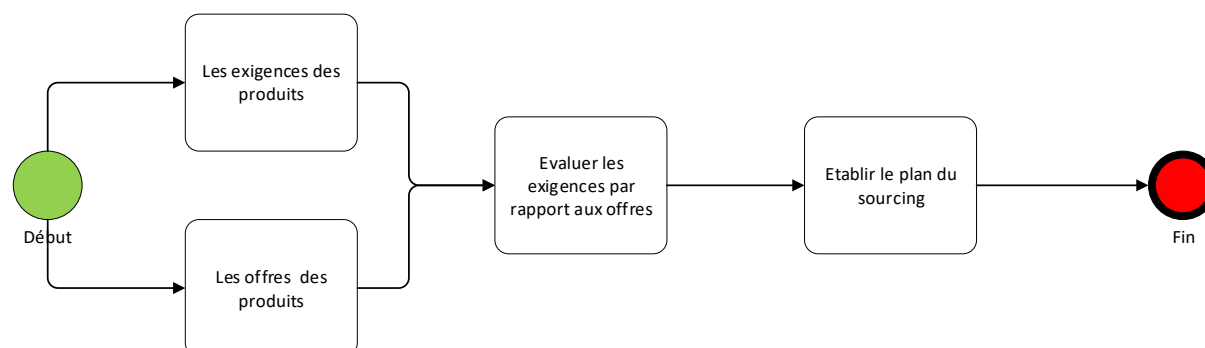 Les exigences des
produits
Début
Les offres des
produits
Evaluer les
exigences par
rapport aux offres
Etablir le plan du
sourcing
Fin